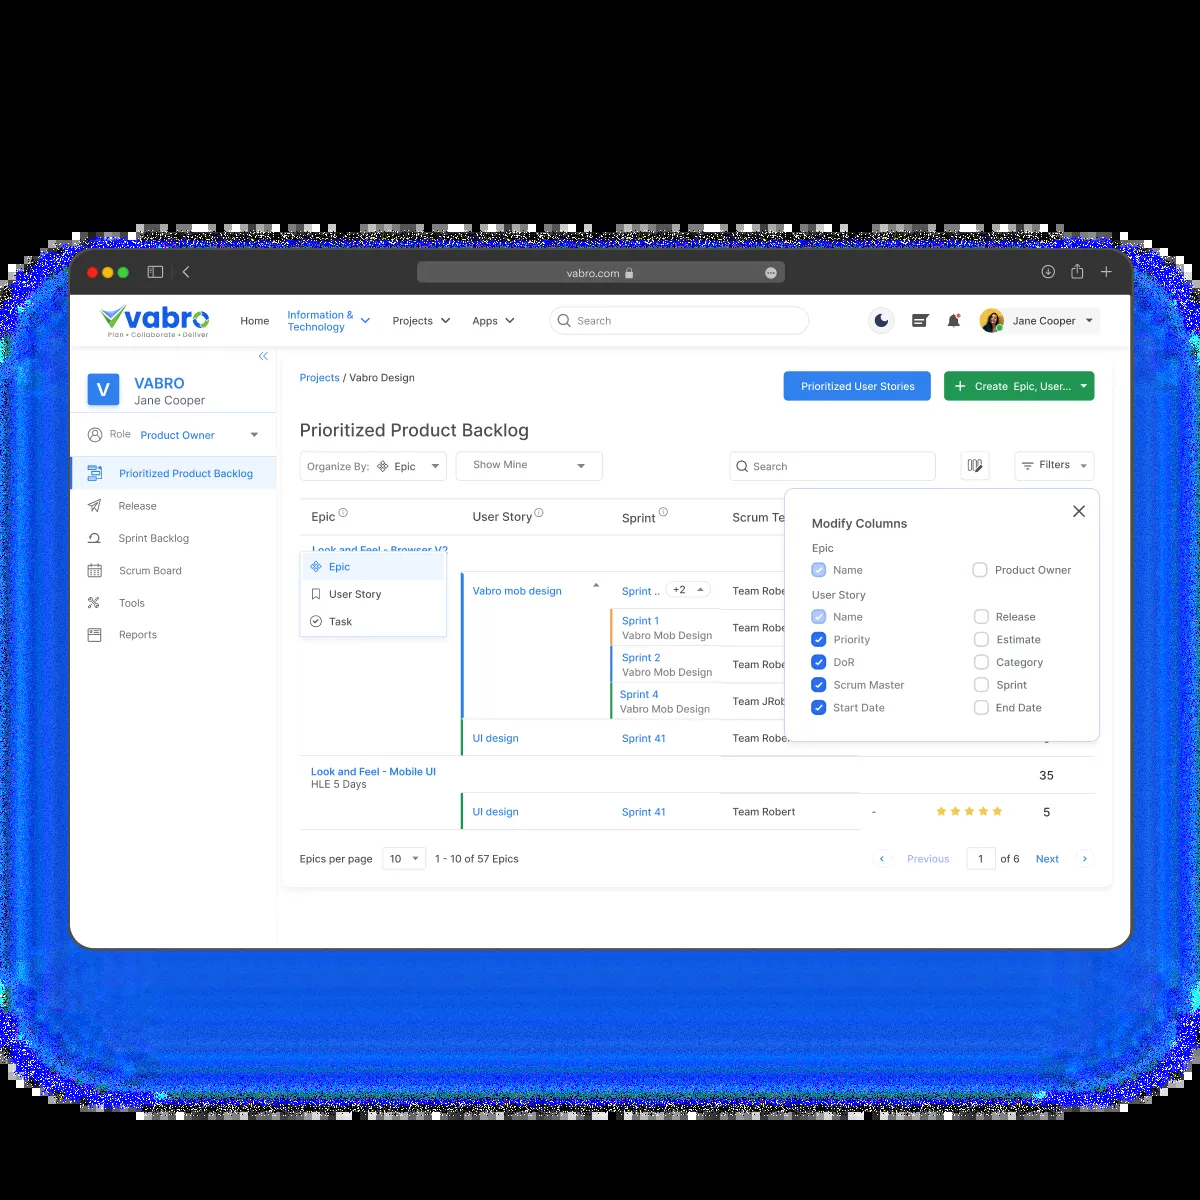 vabro.com
vabro
Plan • Collaborate • Deliver
Home
Information &
Technology
Projects
Apps
Search
Jane Cooper
V
VABRO
Jane Cooper
Role Product Owner
Prioritized Product Backlog
Release
Sprint Backlog
Scrum Board
Tools
Reports
Projects / Vabro Design
Prioritized User Stories
+ Create Epic, User...
Prioritized Product Backlog
Organize By: Epic
Show Mine
Search
Filters
Epic
User Story
Sprint
Scrum Te
Look and Feel - Browser V2
Epic
User Story
Task
Vabro mob design
Sprint ..
+2
Team Robe
Sprint 1
Vabro Mob Design
Team Robe
Sprint 2
Vabro Mob Design
Team Robe
Sprint 4
Vabro Mob Design
Team JRob
UI design
Sprint 41
Team Rober
Modify Columns
Epic
Name
Product Owner
User Story
Name
Release
Priority
Estimate
DoR
Category
Scrum Master
Sprint
Start Date
End Date
Look and Feel - Mobile UI
HLE 5 Days
35
UI design
Sprint 41
Team Robert
-
5
Epics per page
10
1 - 10 of 57 Epics
Previous
1
of 6
Next